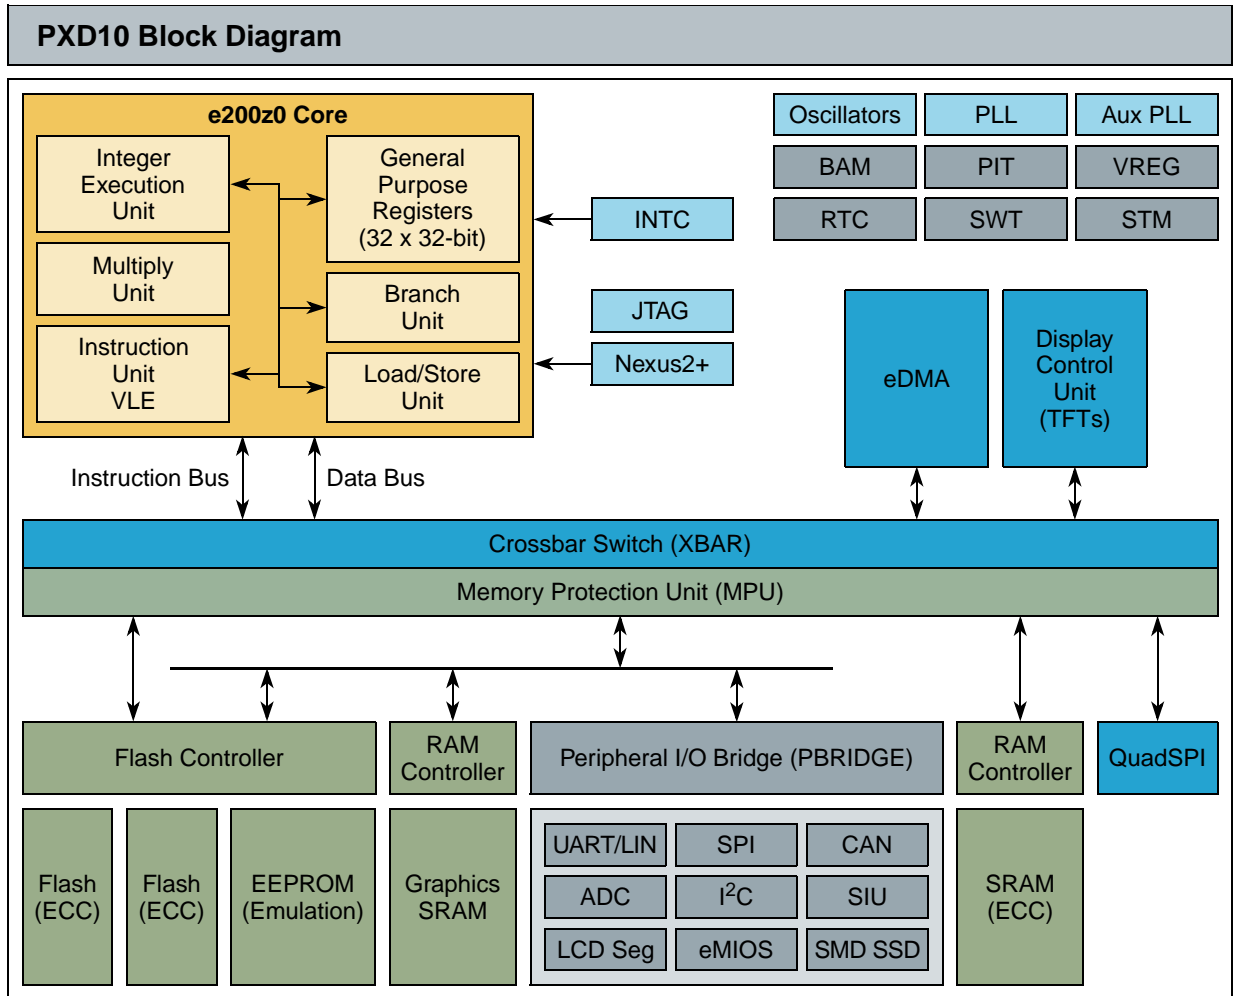 PXD10 Block Diagram
e200z0 Core
Integer
Execution
Unit
General
Purpose
Registers
(32 x 32-bit)
Multiply
Unit
Branch
Unit
Instruction
Unit
VLE
Load/Store
Unit
INTC
JTAG
Nexus2+
Oscillators
PLL
Aux PLL
BAM
PIT
VREG
RTC
SWT
STM
eDMA
Display
Control
Unit
(TFTs)
Instruction Bus
Data Bus
Crossbar Switch (XBAR)
Memory Protection Unit (MPU)
Flash Controller
RAM
Controller
Peripheral I/O Bridge (PBRIDGE)
RAM
Controller
QuadSPI
Flash
(ECC)
Flash
(ECC)
EEPROM
(Emulation)
Graphics
SRAM
UART/LIN
SPI
CAN
ADC
I²C
SIU
LCD Seg
eMIOS
SMD SSD
SRAM
(ECC)